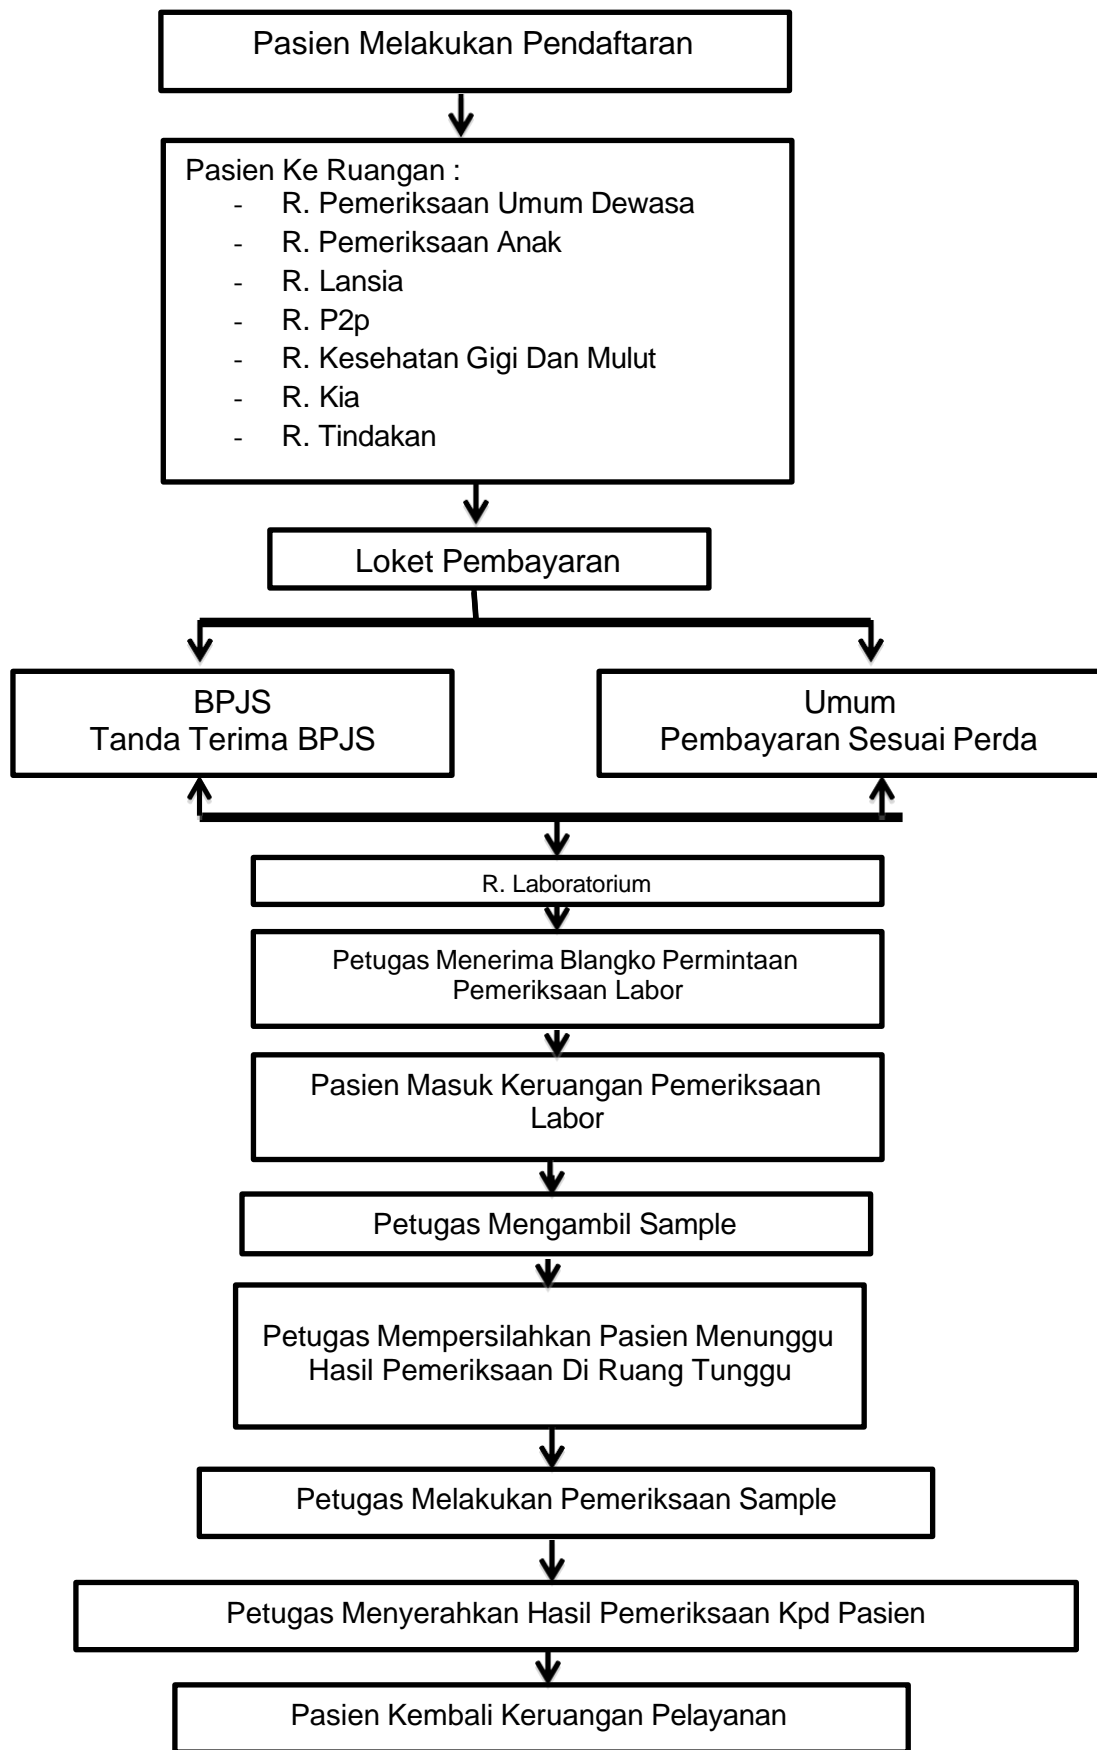 Pasien Melakukan Pendaftaran
Pasien Ke Ruangan :
- R. Pemeriksaan Umum Dewasa
- R. Pemeriksaan Anak
- R. Lansia
- R. P2p
- R. Kesehatan Gigi Dan Mulut
- R. Kia
- R. Tindakan
Loket Pembayaran
BPJS
Tanda Terima BPJS
Umum
Pembayaran Sesuai Perda
R. Laboratorium
Petugas Menerima Blangko Permintaan
Pemeriksaan Labor
Pasien Masuk Keruangan Pemeriksaan
Labor
Petugas Mengambil Sample
Petugas Mempersilahkan Pasien Menunggu
Hasil Pemeriksaan Di Ruang Tunggu
Petugas Melakukan Pemeriksaan Sample
Petugas Menyerahkan Hasil Pemeriksaan Kpd Pasien
Pasien Kembali Keruangan Pelayanan